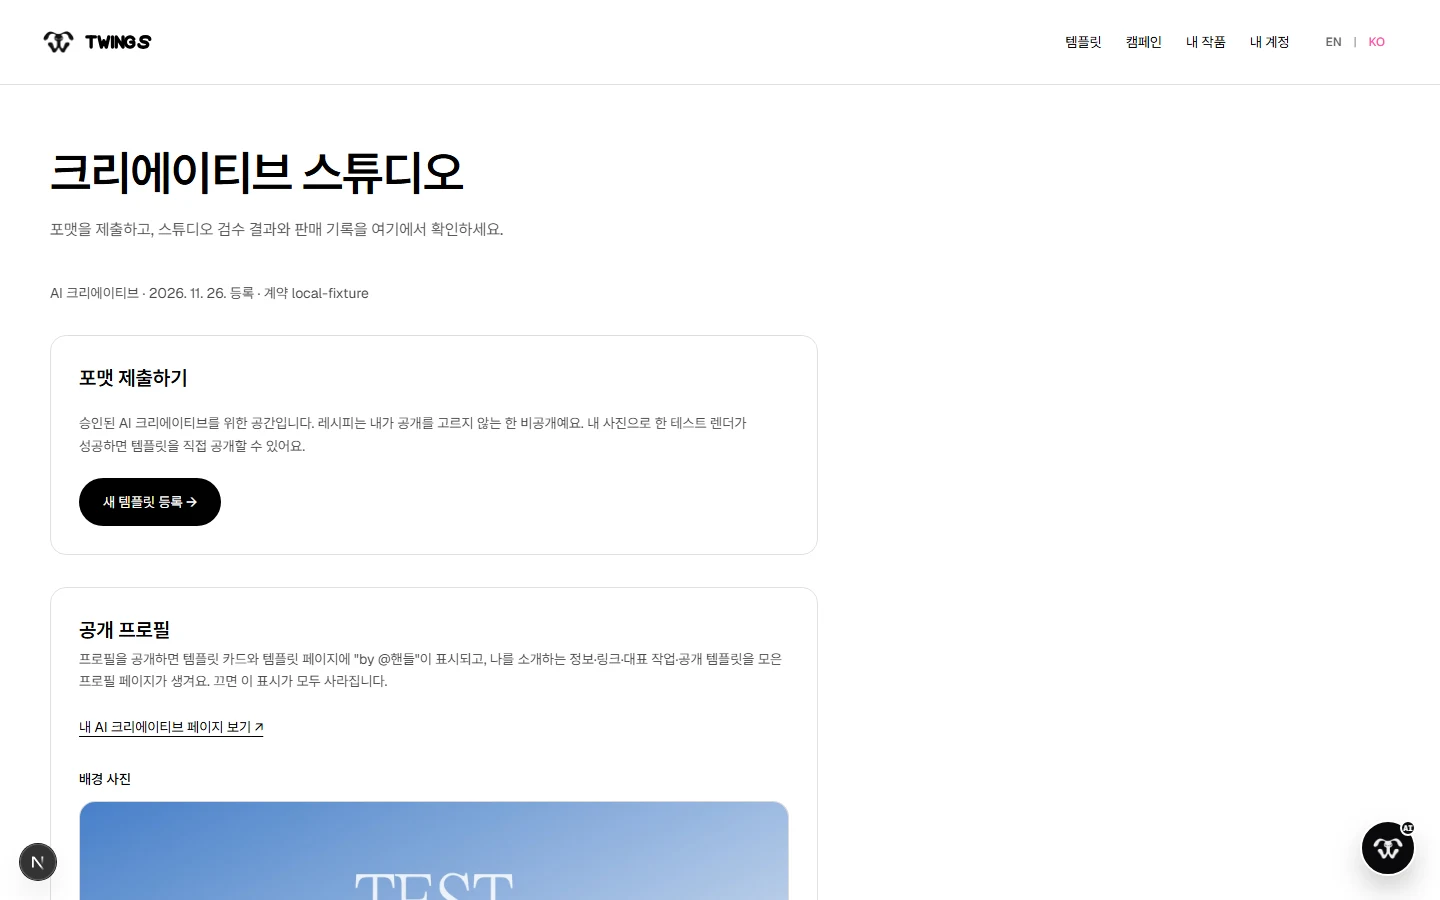 TWINGS
템플릿
캠페인
내 작품
내 계정
EN | KO
크리에이티브 스튜디오
포맷을 제출하고, 스튜디오 검수 결과와 판매 기록을 여기에서 확인하세요.
AI 크리에이티브 · 2026. 11. 26. 등록 · 계약 local-fixture
포맷 제출하기
승인된 AI 크리에이티브를 위한 공간입니다. 레시피는 내가 공개를 고르지 않는 한 비공개예요. 내 사진으로 한 테스트 렌더가
성공하면 템플릿을 직접 공개할 수 있어요.
새 템플릿 등록 →
공개 프로필
프로필을 공개하면 템플릿 카드와 템플릿 페이지에 "by @핸들"이 표시되고, 나를 소개하는 정보·링크·대표 작업·공개 템플릿을 모은
프로필 페이지가 생겨요. 끄면 이 표시가 모두 사라집니다.
내 AI 크리에이티브 페이지 보기 ↗
배경 사진
TEST
N
AI